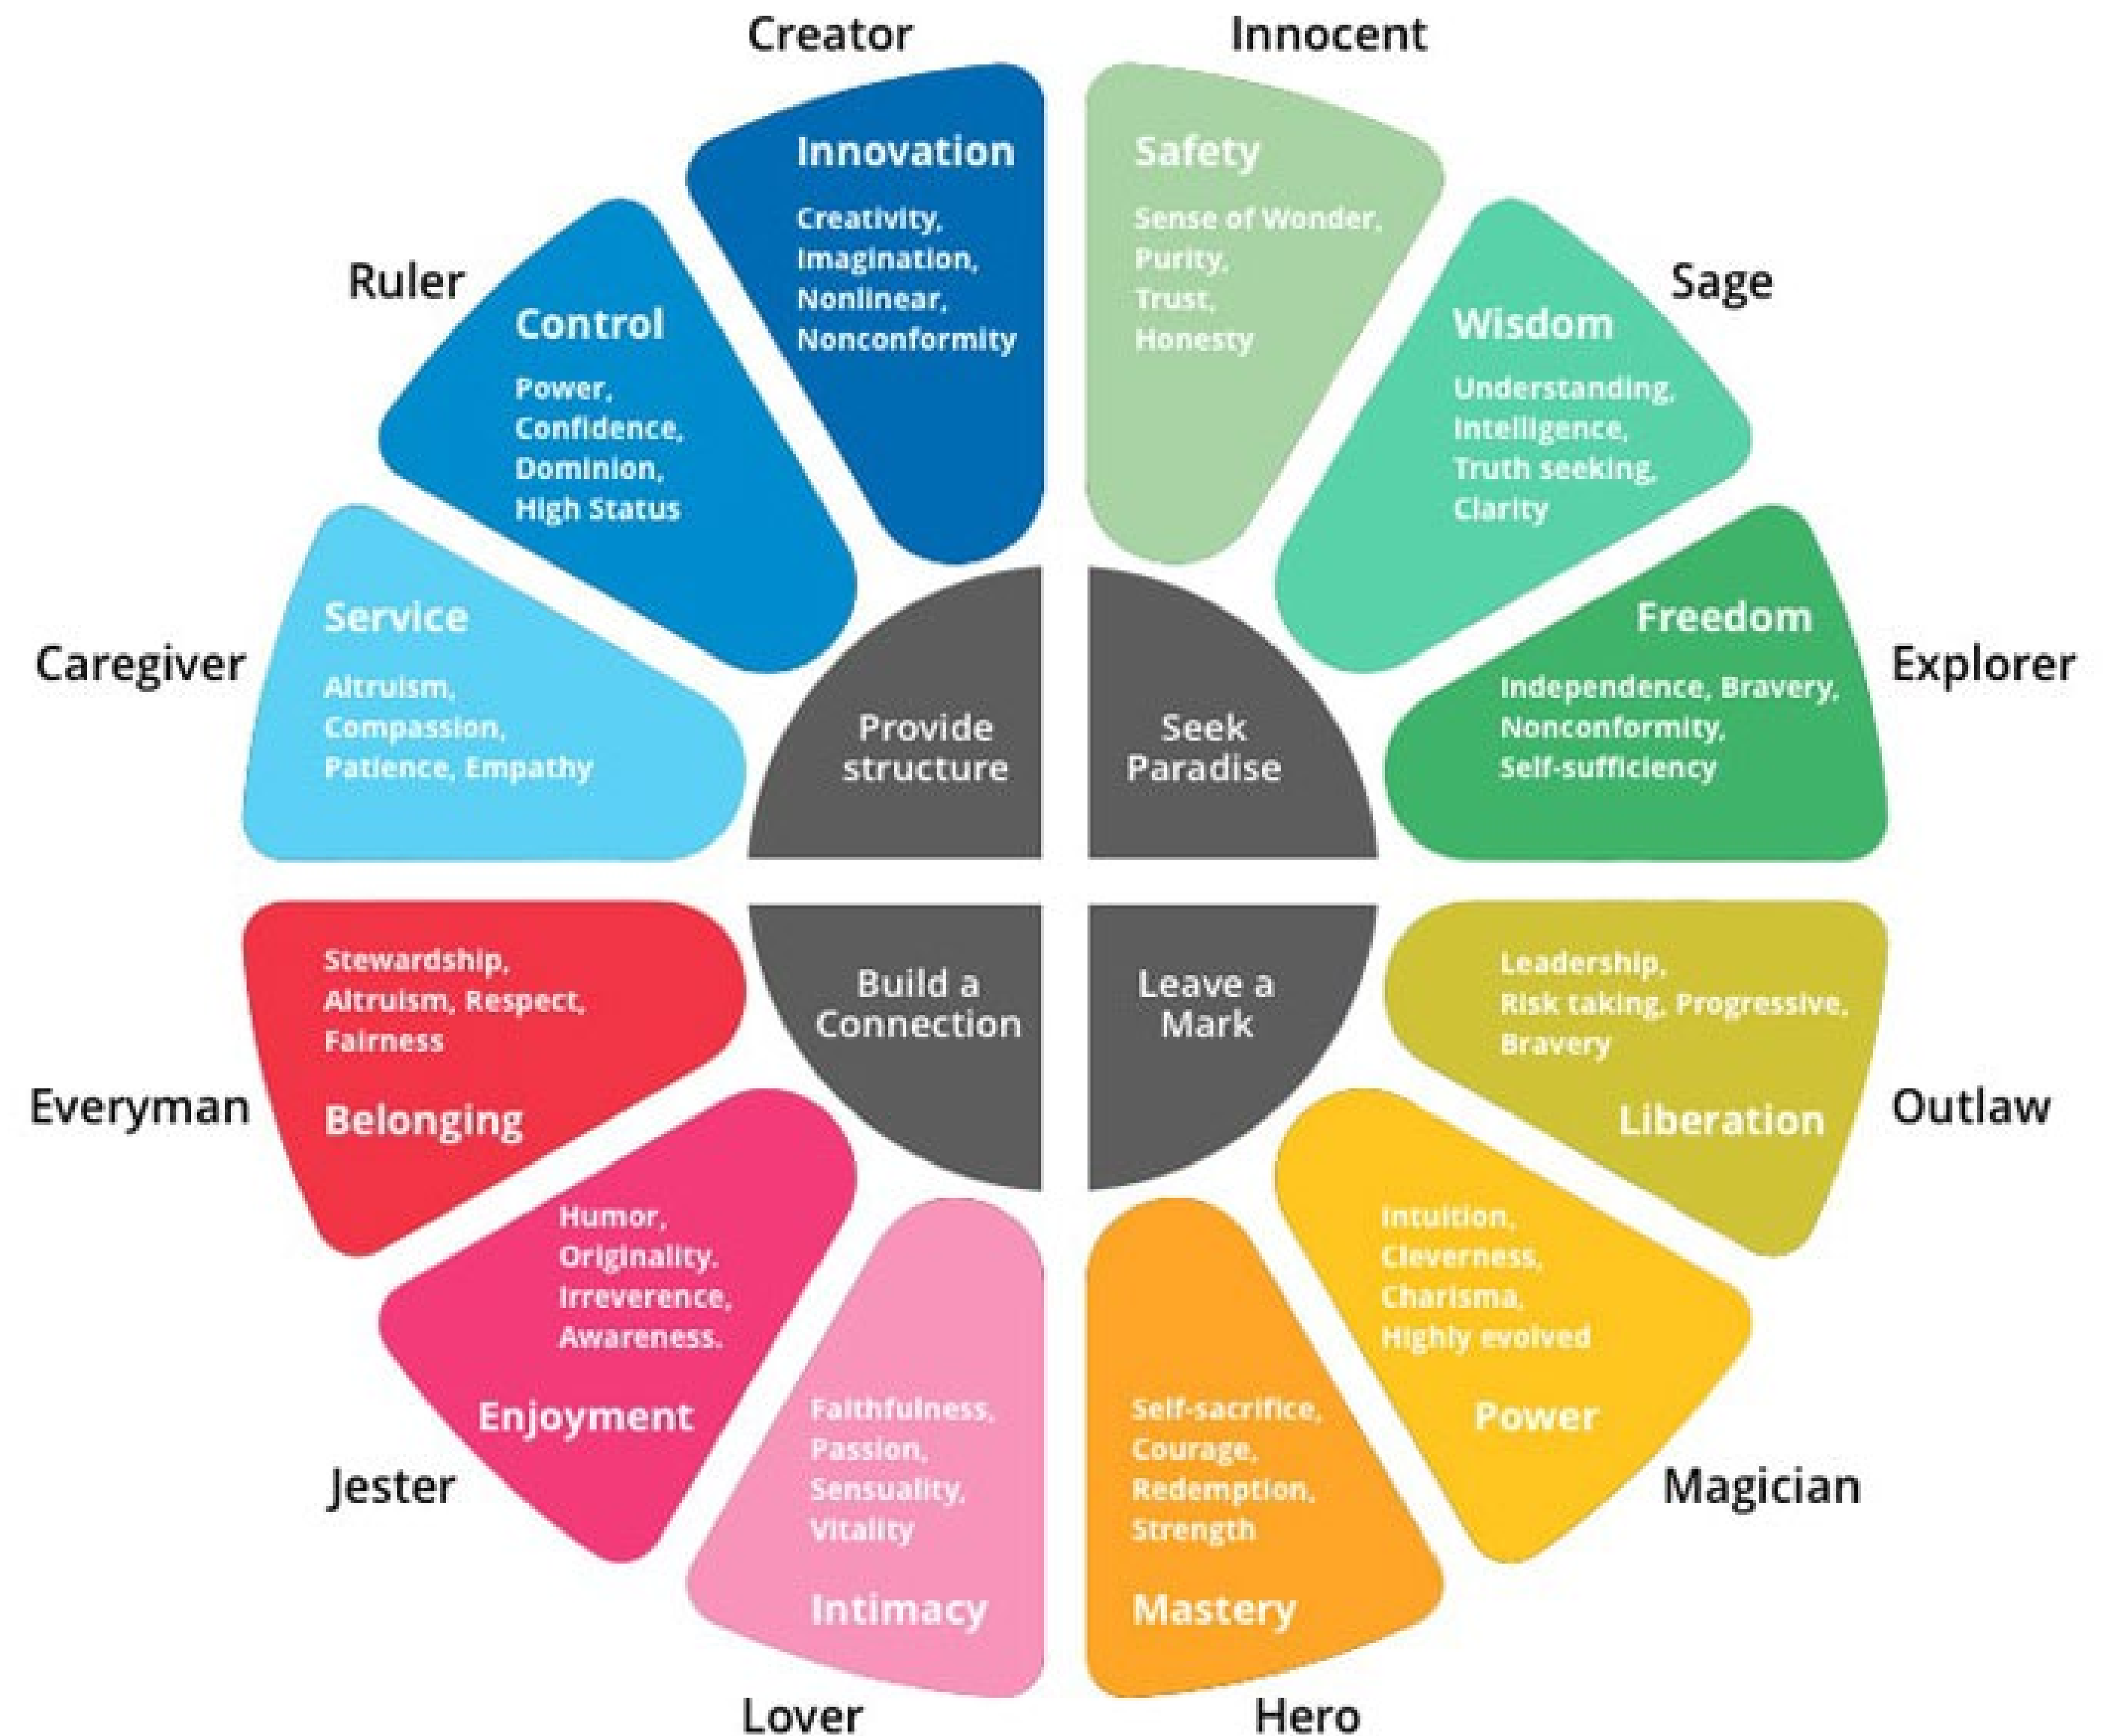 Creator
Innocent
Innovation
Creativity,
Imagination,
Nonlinear,
Nonconformity
Safety
Sense of Wonder,
Purity,
Trust,
Honesty
Ruler
Control
Power,
Confidence,
Dominion,
High Status
Sage
Wisdom
Understanding,
Intelligence,
Truth seeking,
Clarity
Caregiver
Service
Altruism,
Compassion,
Patience, Empathy
Provide
structure
Seek
Paradise
Explorer
Freedom
Independence, Bravery,
Nonconformity,
Self-sufficiency
Everyman
Stewardship,
Altruism, Respect,
Fairness
Belonging
Build a
Connection
Leave a
Mark
Leadership,
Risk taking, Progressive,
Bravery
Liberation
Outlaw
Humor,
Originality.
Irreverence,
Awareness.
Enjoyment
Jester
Intuition,
Cleverness,
Charisma,
Highly evolved
Power
Magician
Faithfulness,
Passion,
Sensuality,
Vitality
Intimacy
Lover
Self-sacrifice,
Courage,
Redemption,
Strength
Mastery
Hero